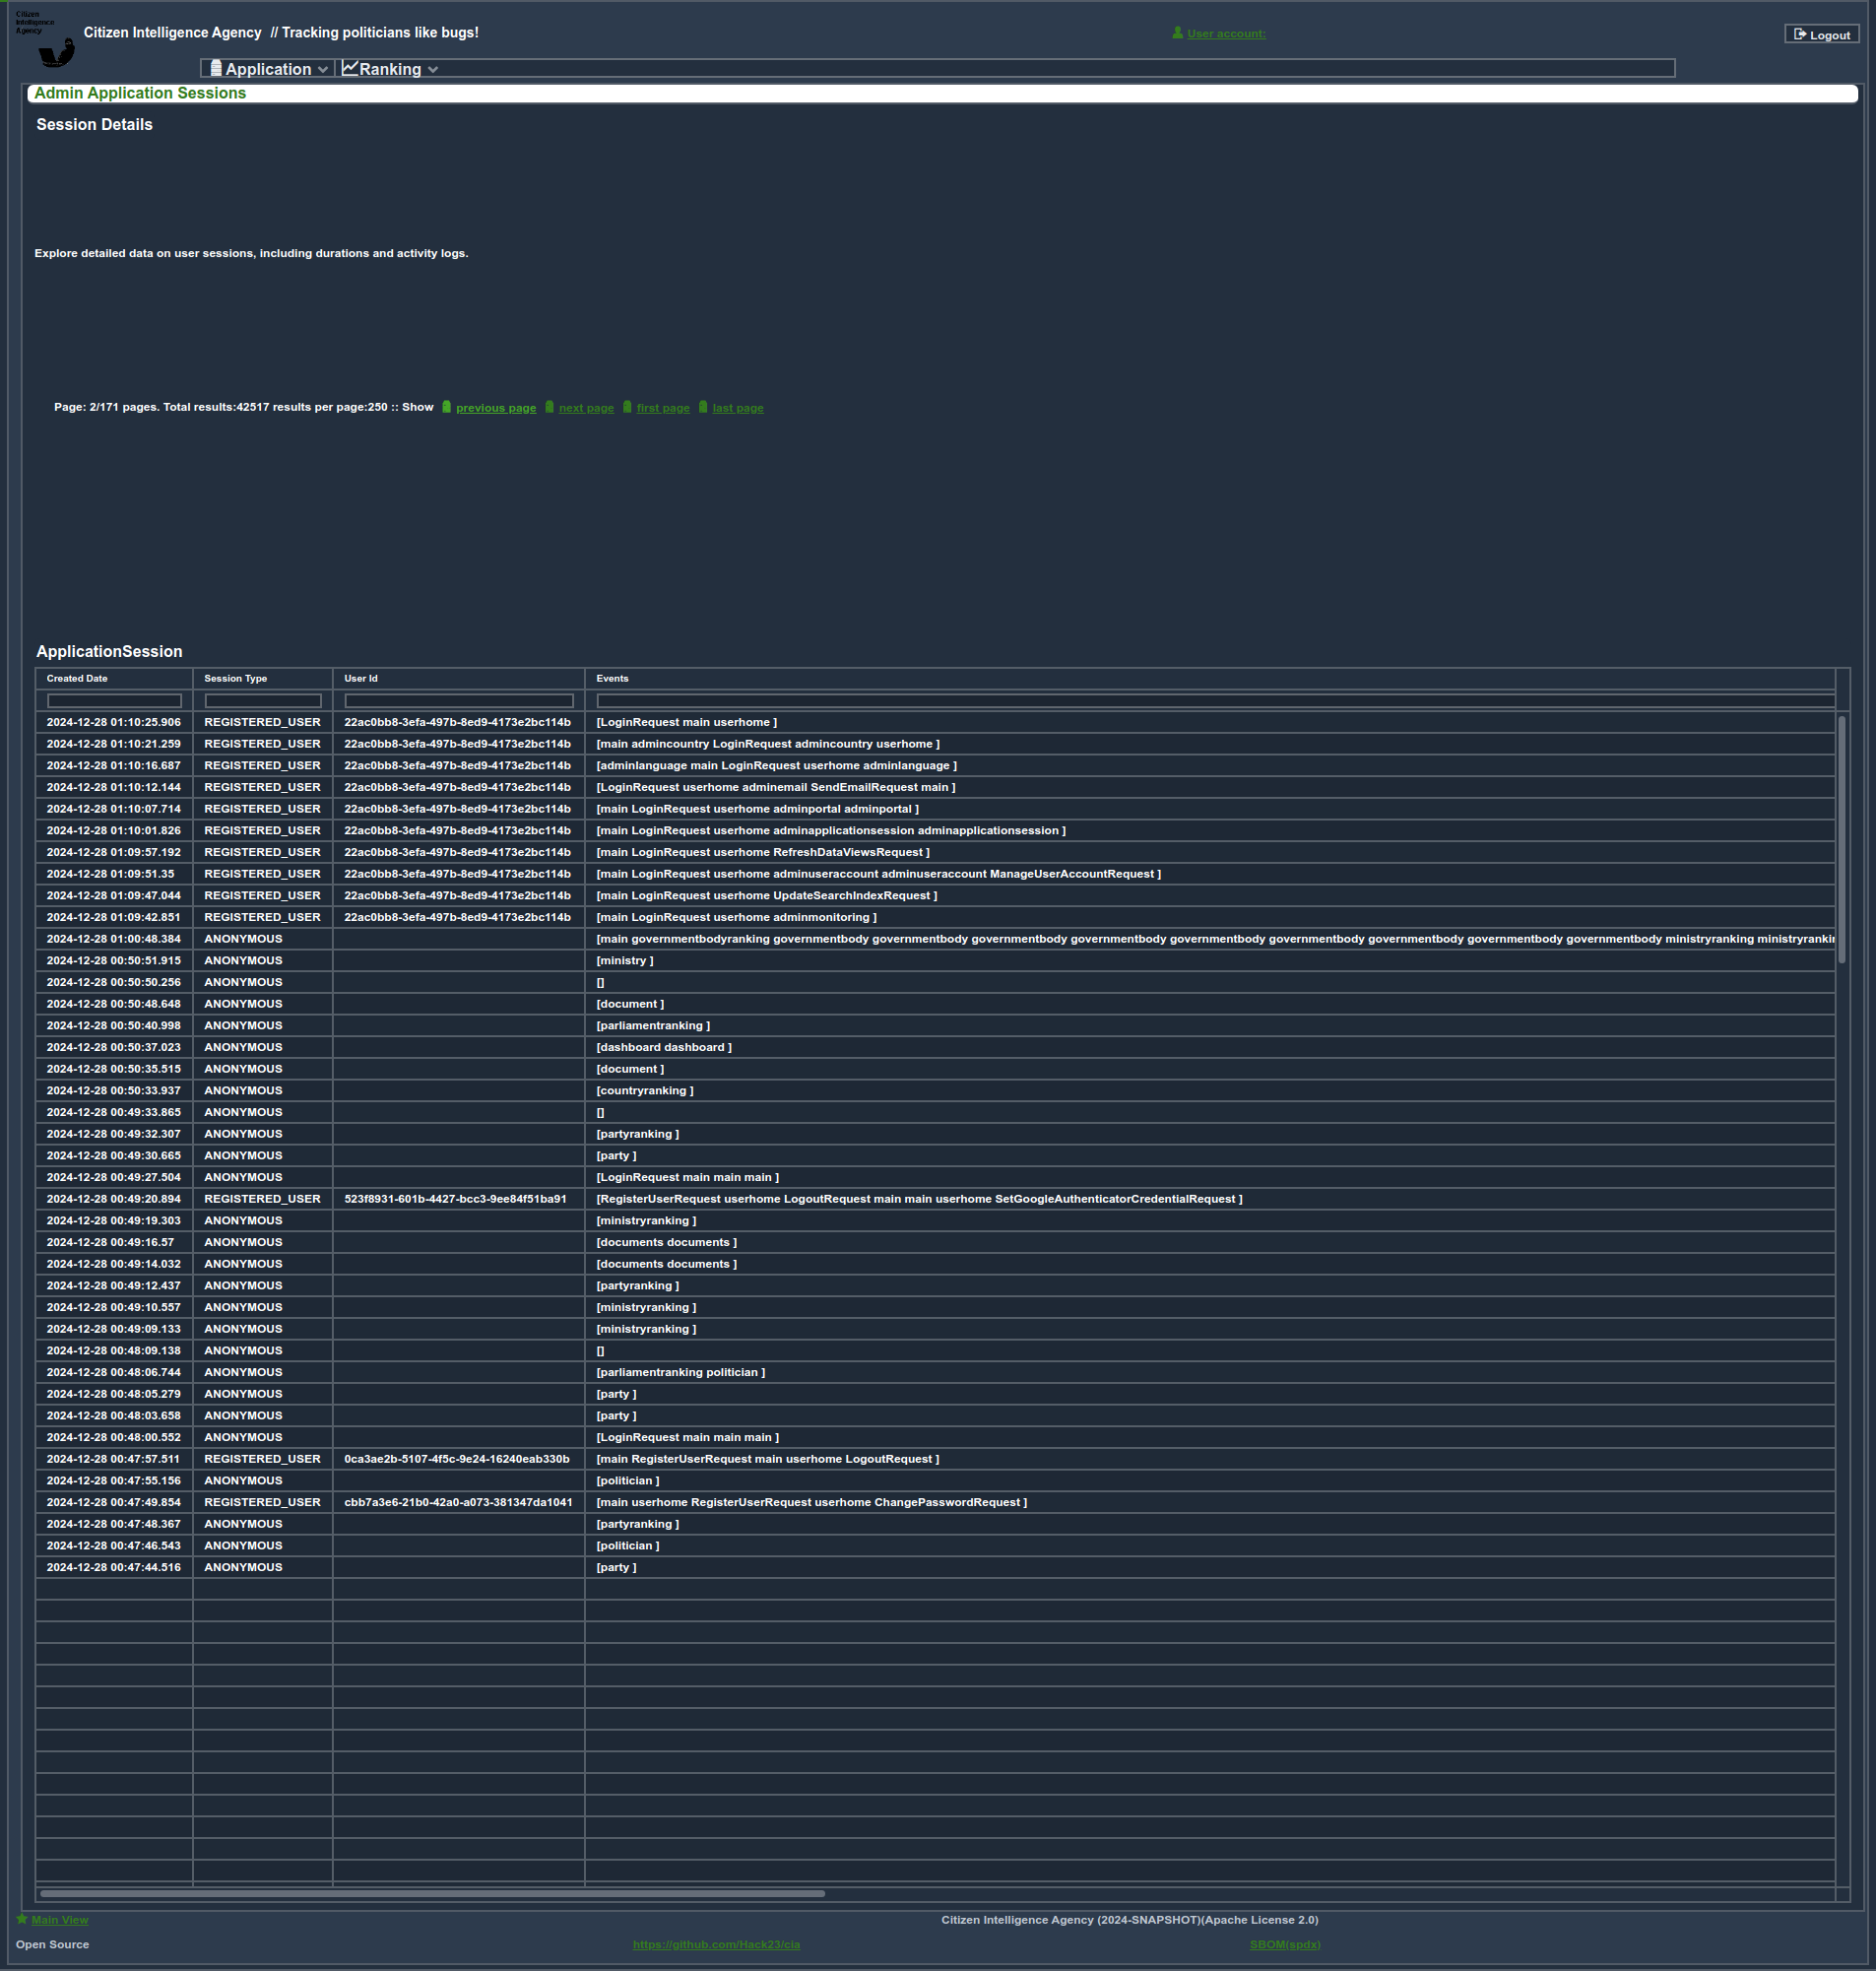 Citizen
Intelligence
Agency
Citizen Intelligence Agency // Tracking politicians like bugs!
User account:
Logout
Application Ranking
Admin Application Sessions
Session Details
Explore detailed data on user sessions, including durations and activity logs.
Page: 2/171 pages. Total results:42517 results per page:250 :: Show previous page next page first page last page
ApplicationSession
Created Date Session Type User Id Events
2024-12-28 01:10:25.906 REGISTERED_USER 22ac0bb8-3efa-497b-8ed9-4173e2bc114b [LoginRequest main userhome ]
2024-12-28 01:10:21.259 REGISTERED_USER 22ac0bb8-3efa-497b-8ed9-4173e2bc114b [main admincountry LoginRequest admincountry userhome ]
2024-12-28 01:10:16.687 REGISTERED_USER 22ac0bb8-3efa-497b-8ed9-4173e2bc114b [adminlanguage main LoginRequest userhome adminlanguage ]
2024-12-28 01:10:12.144 REGISTERED_USER 22ac0bb8-3efa-497b-8ed9-4173e2bc114b [LoginRequest userhome adminemail SendEmailRequest main ]
2024-12-28 01:10:07.714 REGISTERED_USER 22ac0bb8-3efa-497b-8ed9-4173e2bc114b [main LoginRequest userhome adminportal adminportal ]
2024-12-28 01:10:01.826 REGISTERED_USER 22ac0bb8-3efa-497b-8ed9-4173e2bc114b [main LoginRequest userhome adminapplicationsession adminapplicationsession ]
2024-12-28 01:09:57.192 REGISTERED_USER 22ac0bb8-3efa-497b-8ed9-4173e2bc114b [main LoginRequest userhome RefreshDataViewsRequest ]
2024-12-28 01:09:51.35 REGISTERED_USER 22ac0bb8-3efa-497b-8ed9-4173e2bc114b [main LoginRequest userhome adminuseraccount adminuseraccount ManageUserAccountRequest ]
2024-12-28 01:09:47.044 REGISTERED_USER 22ac0bb8-3efa-497b-8ed9-4173e2bc114b [main LoginRequest userhome UpdateSearchIndexRequest ]
2024-12-28 01:09:42.851 REGISTERED_USER 22ac0bb8-3efa-497b-8ed9-4173e2bc114b [main LoginRequest userhome adminmonitoring ]
2024-12-28 01:00:48.384 ANONYMOUS [main governmentbodyranking governmentbody governmentbody governmentbody governmentbody governmentbody governmentbody governmentbody governmentbody governmentbody ministryranking ministryrankin
2024-12-28 00:50:51.915 ANONYMOUS [ministry ]
2024-12-28 00:50:50.256 ANONYMOUS []
2024-12-28 00:50:48.648 ANONYMOUS [document ]
2024-12-28 00:50:40.998 ANONYMOUS [parliamentranking ]
2024-12-28 00:50:37.023 ANONYMOUS [dashboard dashboard ]
2024-12-28 00:50:35.515 ANONYMOUS [document ]
2024-12-28 00:50:33.937 ANONYMOUS [countryranking ]
2024-12-28 00:49:33.865 ANONYMOUS []
2024-12-28 00:49:32.307 ANONYMOUS [partyranking ]
2024-12-28 00:49:30.665 ANONYMOUS [party ]
2024-12-28 00:49:27.504 ANONYMOUS [LoginRequest main main main ]
2024-12-28 00:49:20.894 REGISTERED_USER 523f8931-601b-4427-bcc3-9ee84f51ba91 [RegisterUserRequest userhome LogoutRequest main main userhome SetGoogleAuthenticatorCredentialRequest ]
2024-12-28 00:49:19.303 ANONYMOUS [ministryranking ]
2024-12-28 00:49:16.57 ANONYMOUS [documents documents ]
2024-12-28 00:49:14.032 ANONYMOUS [documents documents ]
2024-12-28 00:49:12.437 ANONYMOUS [partyranking ]
2024-12-28 00:49:10.557 ANONYMOUS [ministryranking ]
2024-12-28 00:49:09.133 ANONYMOUS [ministryranking ]
2024-12-28 00:48:09.138 ANONYMOUS []
2024-12-28 00:48:06.744 ANONYMOUS [parliamentranking politician ]
2024-12-28 00:48:05.279 ANONYMOUS [party ]
2024-12-28 00:48:03.658 ANONYMOUS [party ]
2024-12-28 00:48:00.552 ANONYMOUS [LoginRequest main main main ]
2024-12-28 00:47:57.511 REGISTERED_USER 0ca3ae2b-5107-4f5c-9e24-16240eab330b [main RegisterUserRequest main userhome LogoutRequest ]
2024-12-28 00:47:55.156 ANONYMOUS [politician ]
2024-12-28 00:47:49.854 REGISTERED_USER cbb7a3e6-21b0-42a0-a073-381347da1041 [main userhome RegisterUserRequest userhome ChangePasswordRequest ]
2024-12-28 00:47:48.367 ANONYMOUS [partyranking ]
2024-12-28 00:47:46.543 ANONYMOUS [politician ]
2024-12-28 00:47:44.516 ANONYMOUS [party ]
Main View Citizen Intelligence Agency (2024-SNAPSHOT)(Apache License 2.0)
Open Source https://github.com/Hack23/cia SBOM(spdx)